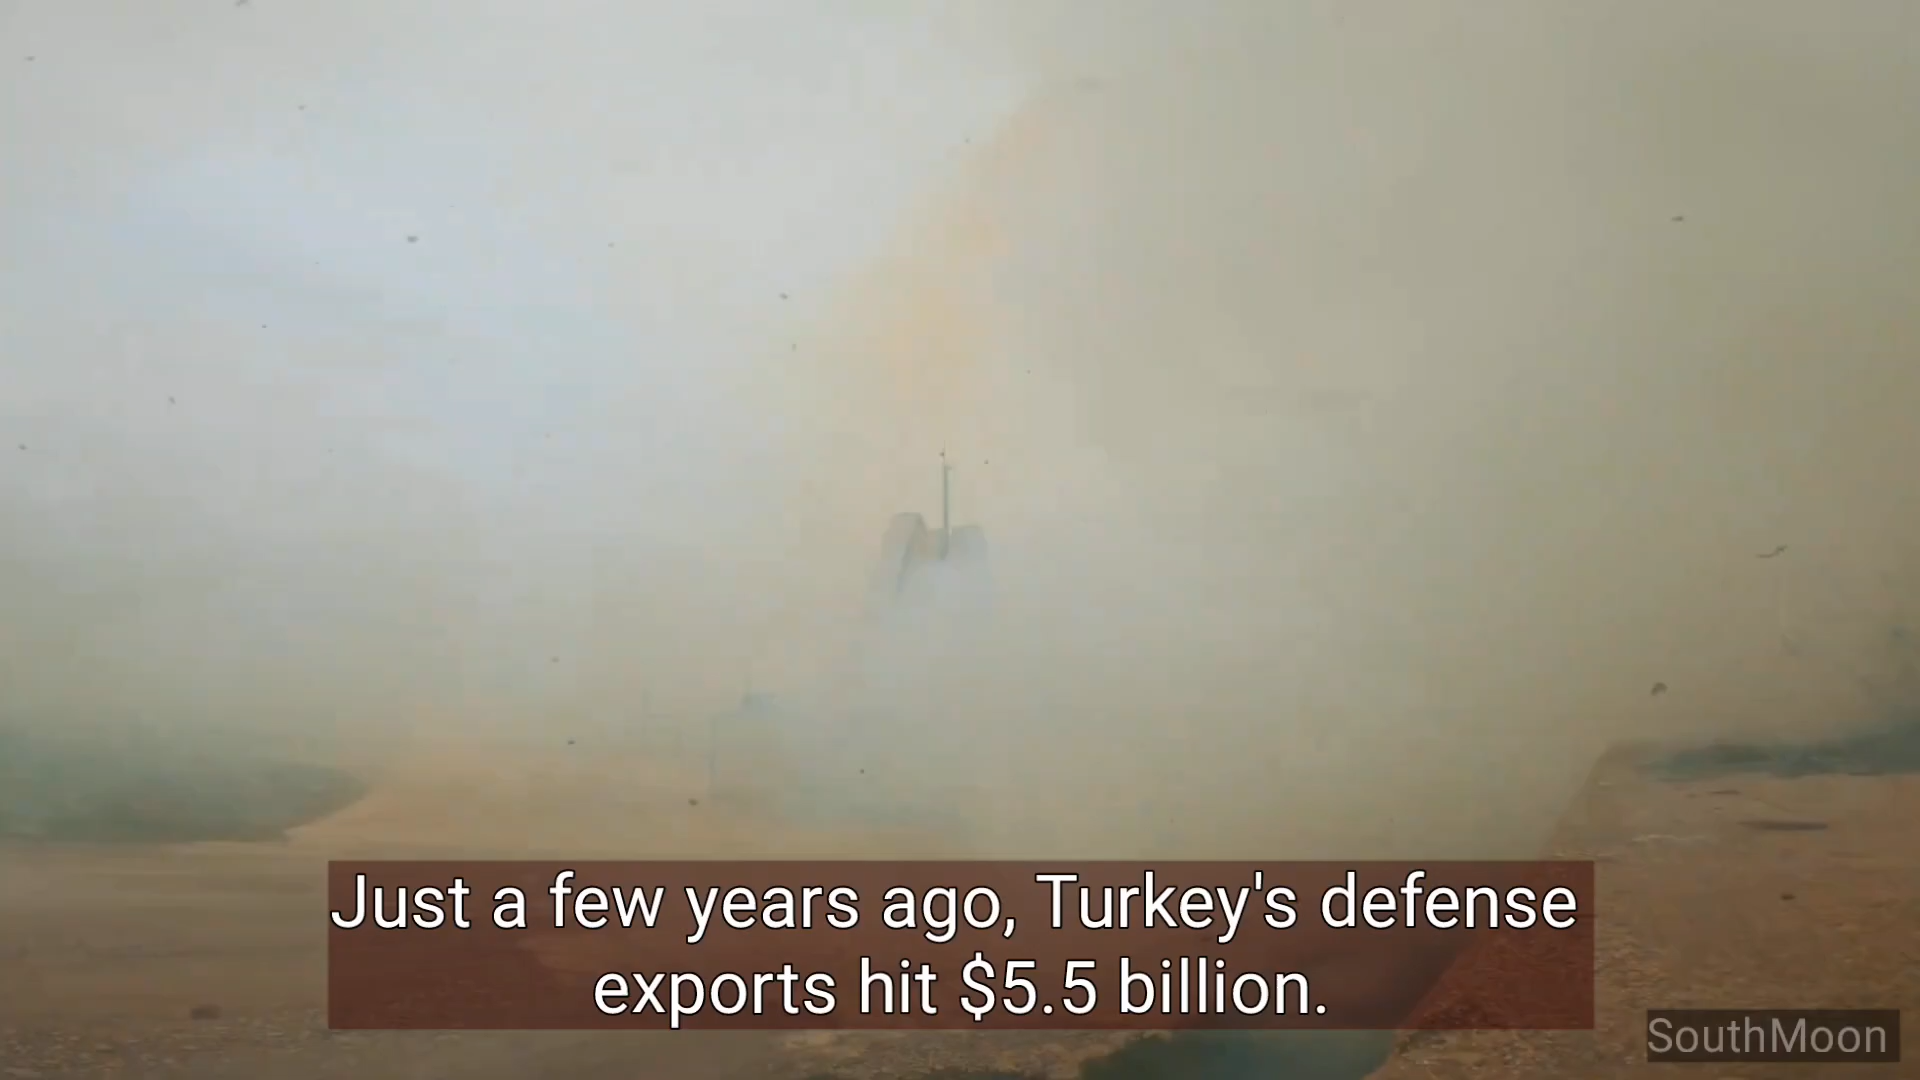 Just a few years ago, Turkey's defense
exports hit $5.5 billion.
SouthMoon